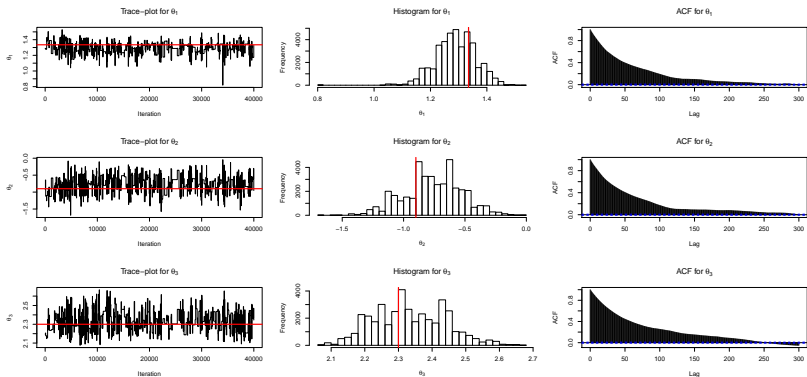 Trace−plot for θ1
Histogram for θ1
ACF for θ1
θ1
0.8 1.0 1.2 1.4
0 10000 20000 30000 40000
Iteration
Frequency
0 2000 4000
0.8 1.0 1.2 1.4
θ1
ACF
0.0 0.4 0.8
0 50 100 150 200 250 300
Lag
Trace−plot for θ2
Histogram for θ2
ACF for θ2
θ2
−1.5 −0.5 0.0
0 10000 20000 30000 40000
Iteration
Frequency
0 2000 4000
−1.5 −1.0 −0.5 0.0
θ2
ACF
0.0 0.4 0.8
0 50 100 150 200 250 300
Lag
Trace−plot for θ3
Histogram for θ3
ACF for θ3
θ3
2.1 2.3 2.5
0 10000 20000 30000 40000
Iteration
Frequency
0 2000 4000
2.1 2.2 2.3 2.4 2.5 2.6 2.7
θ3
ACF
0.0 0.4 0.8
0 50 100 150 200 250 300
Lag